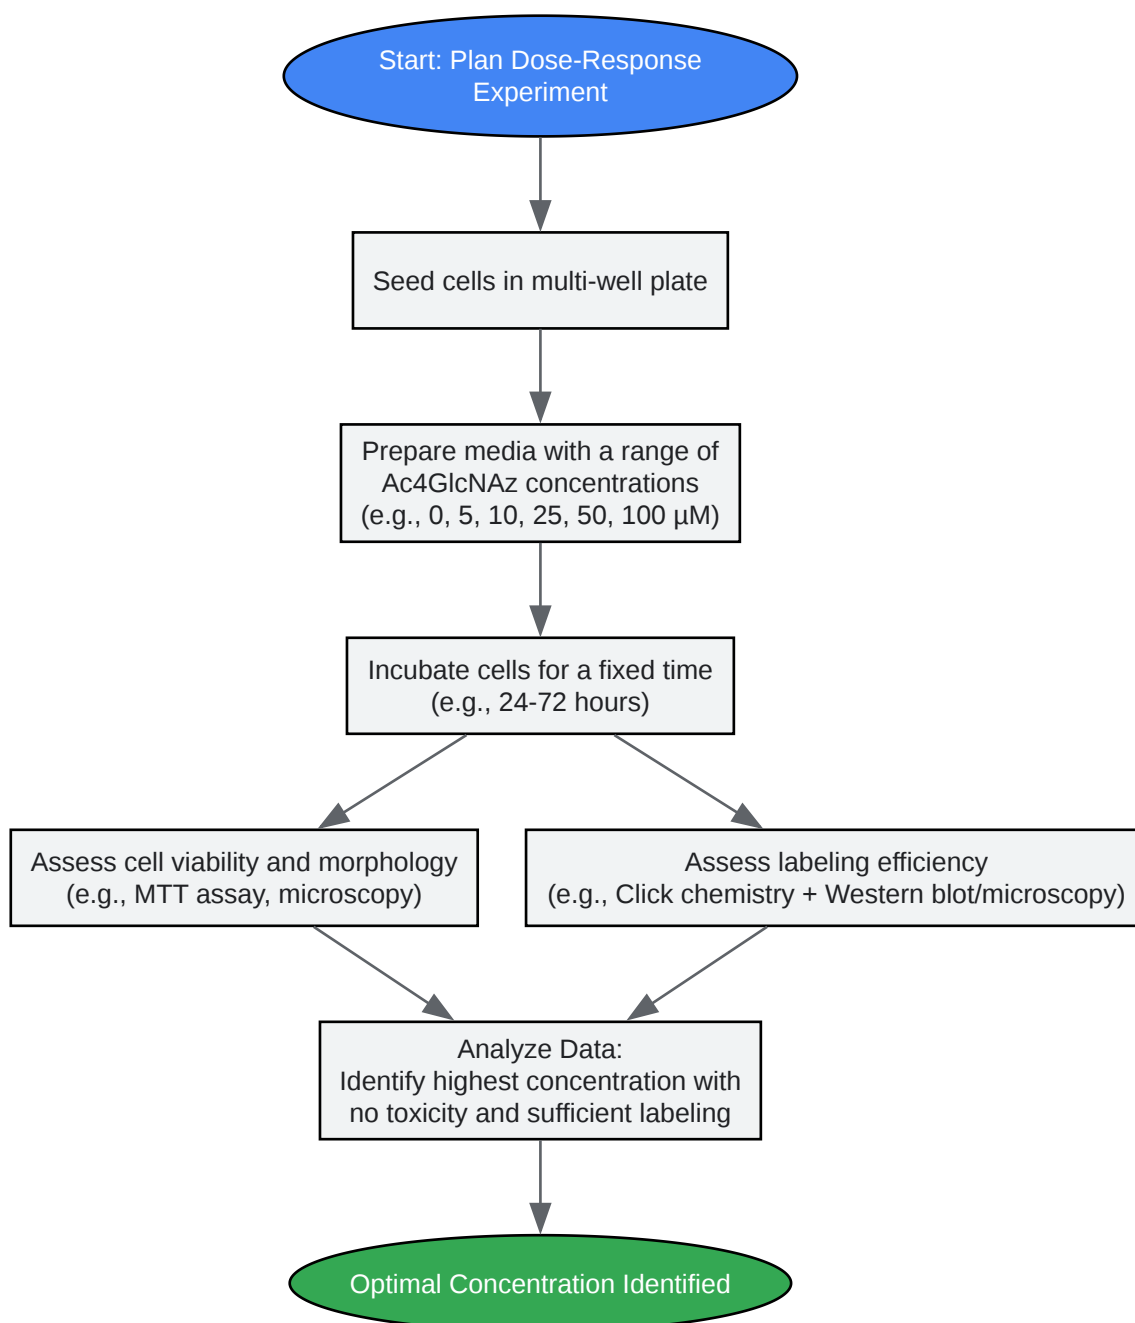 Start: Plan Dose-Response
Experiment
Seed cells in multi-well plate
Prepare media with a range of
Ac4GlcNAz concentrations
(e.g., 0, 5, 10, 25, 50, 100 µM)
Incubate cells for a fixed time
(e.g., 24-72 hours)
Assess cell viability and morphology
(e.g., MTT assay, microscopy)
Assess labeling efficiency
(e.g., Click chemistry + Western blot/microscopy)
Analyze Data:
Identify highest concentration with
no toxicity and sufficient labeling
Optimal Concentration Identified